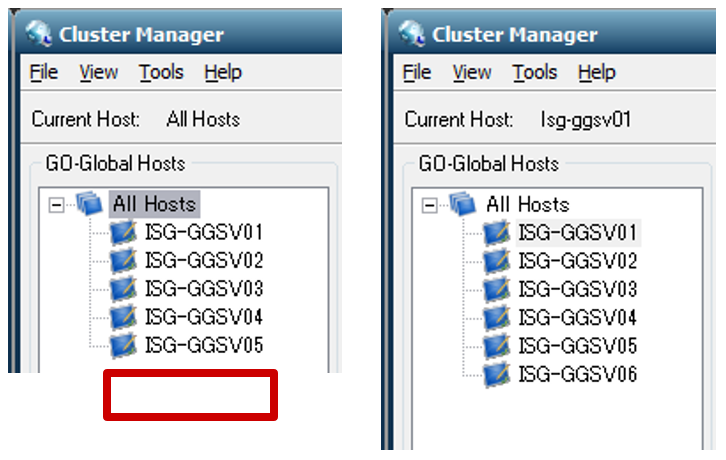 Cluster Manager
File View Tools Help
Current Host: All Hosts
GO-Global Hosts
All Hosts
ISG-GGSV01
ISG-GGSV02
ISG-GGSV03
ISG-GGSV04
ISG-GGSV05
Cluster Manager
File View Tools Help
Current Host: Isg-ggsv01
GO-Global Hosts
All Hosts
ISG-GGSV01
ISG-GGSV02
ISG-GGSV03
ISG-GGSV04
ISG-GGSV05
ISG-GGSV06